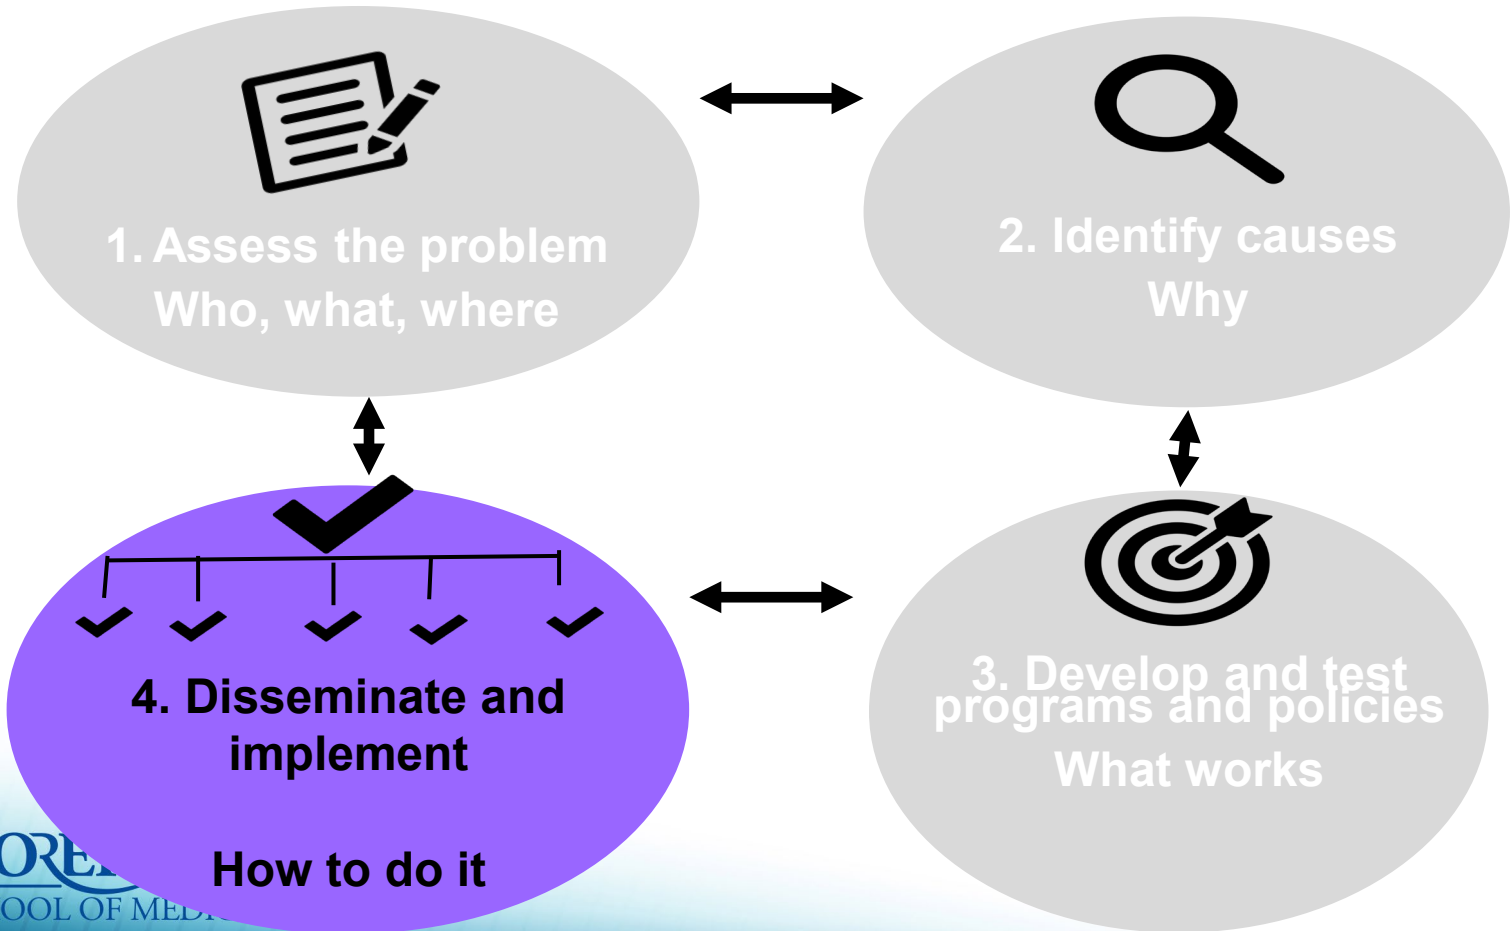 1. Assess the problem
Who, what, where
2. Identify causes
Why
4. Disseminate and
implement
How to do it
3. Develop and test
programs and policies
What works
OF